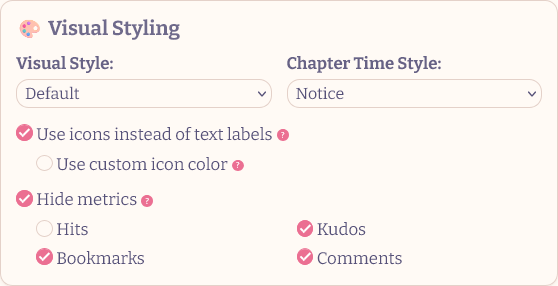 Visual Styling
Visual Style: Chapter Time Style:
Default Notice
Use icons instead of text labels ?
Use custom icon color ?
Hide metrics ?
Hits Kudos
Bookmarks Comments